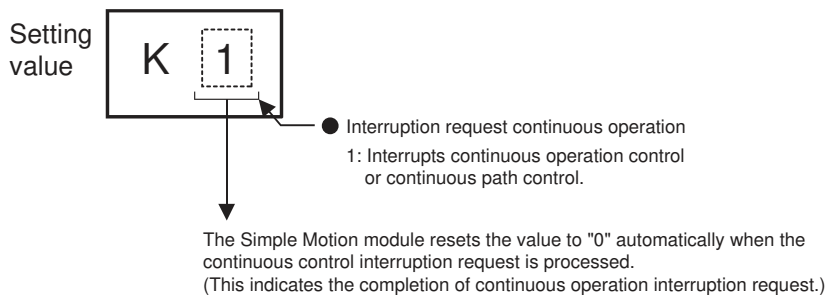 Setting
value
K 1
● Interruption request continuous operation
1: Interrupts continuous operation control
or continuous path control.
The Simple Motion module resets the value to "0" automatically when the
continuous control interruption request is processed.
(This indicates the completion of continuous operation interruption request.)